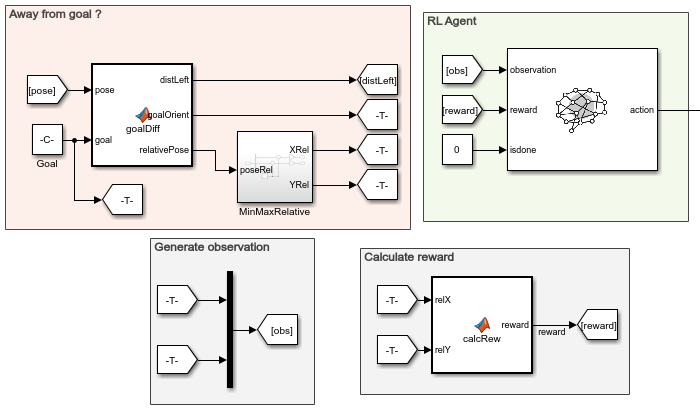 Away from goal ?
[pose]
pose
distLeft
[distLeft]
goalOrient
-T-
goalDiff
-C-
Goal
goal
relativePose
-T-
poseRel
XRel
-T-
YRel
-T-
MinMaxRelative
RL Agent
[obs]
observation
[reward]
reward
action
0
isdone
Generate observation
-T-
[obs]
-T-
Calculate reward
-T-
relX
reward
reward
[reward]
calcRew
-T-
relY